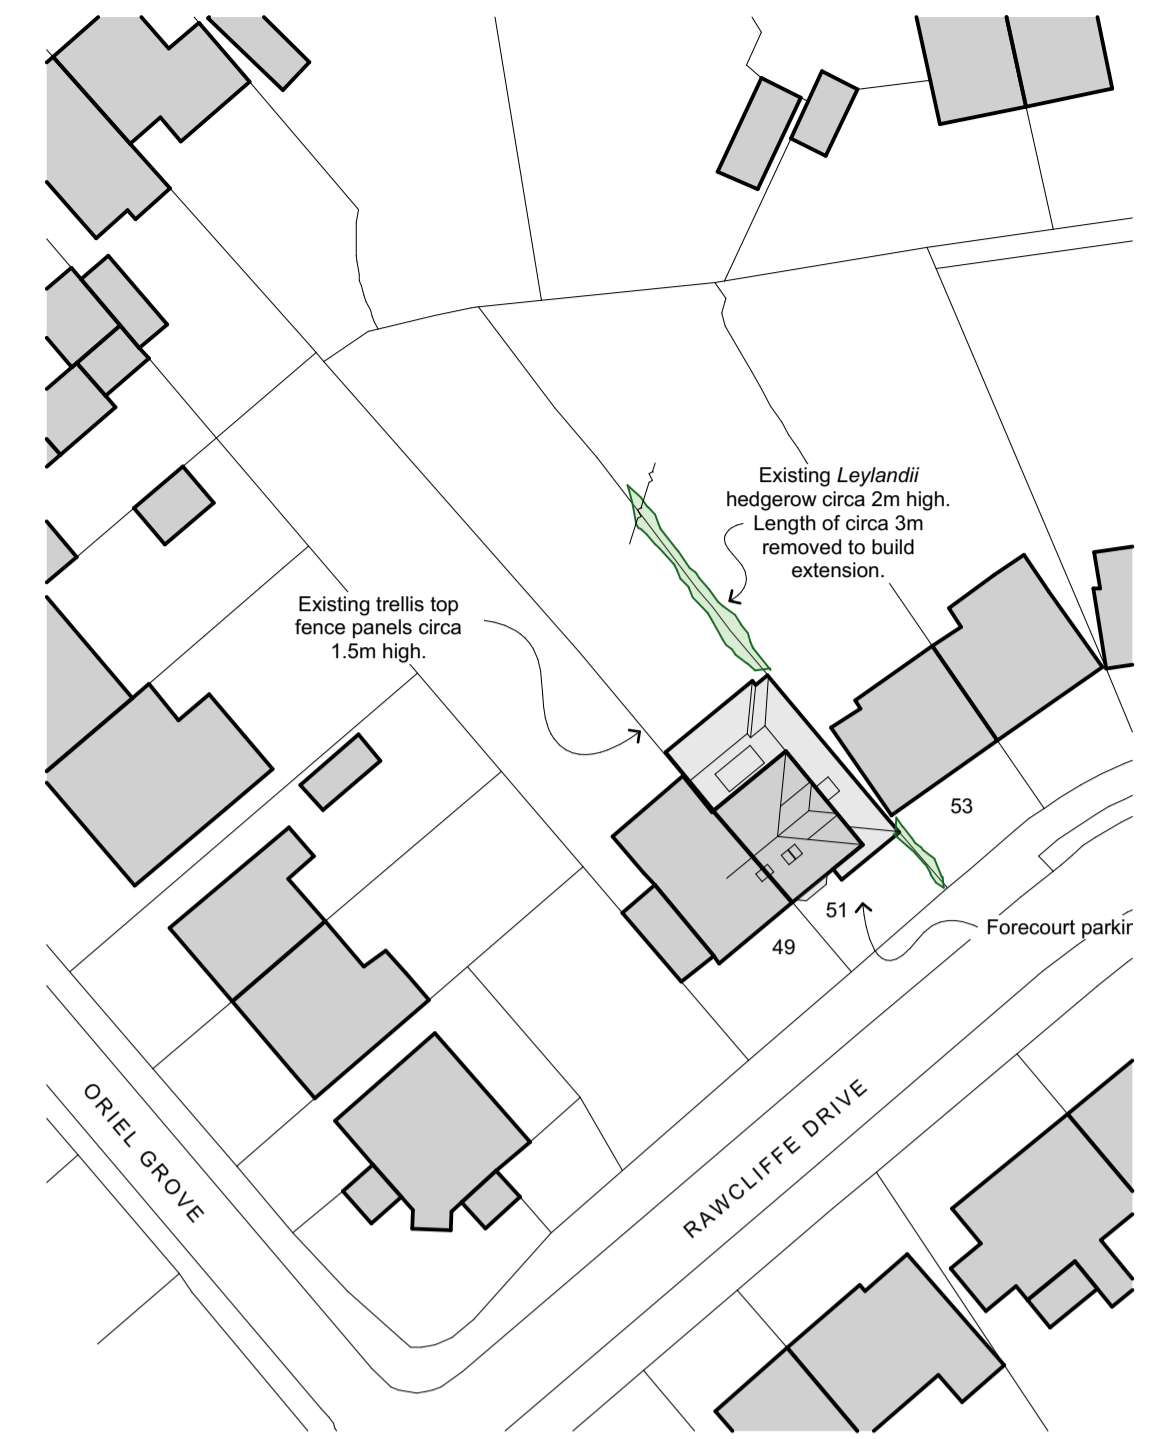 Existing Leylandii
hedgerow circa 2m high.
Length of circa 3m
removed to build
extension.
Existing trellis top
fence panels circa
1.5m high.
53
51
49
Forecourt parkin
ORIEL GROVE
RAWCLIFFE DRIVE